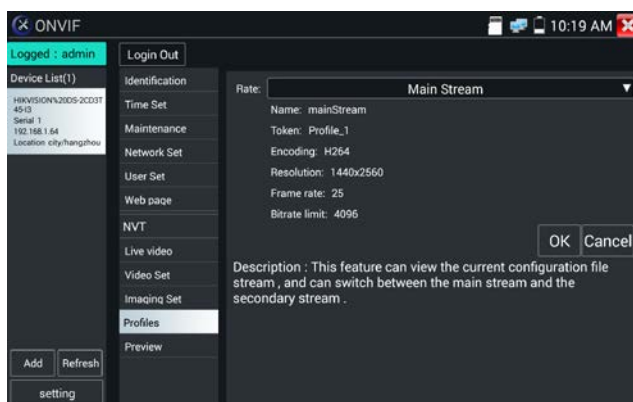 ONVIF
10:19 AM
Logged : admin
Login Out
Device List(1)
HIKVISION%20DS-2CD3T
45-I3
Serial 1
192.168.1.64
Location city/hangzhou
Add
Refresh
setting
Identification
Time Set
Maintenance
Network Set
User Set
Web page
NVT
Live video
Video Set
Imaging Set
Profiles
Preview
Rate:
Main Stream
Name: mainStream
Token: Profile_1
Encoding: H264
Resolution: 1440x2560
Frame rate: 25
Bitrate limit: 4096
OK
Cancel
Description : This feature can view the current configuration file
stream , and can switch between the main stream and the
secondary stream .